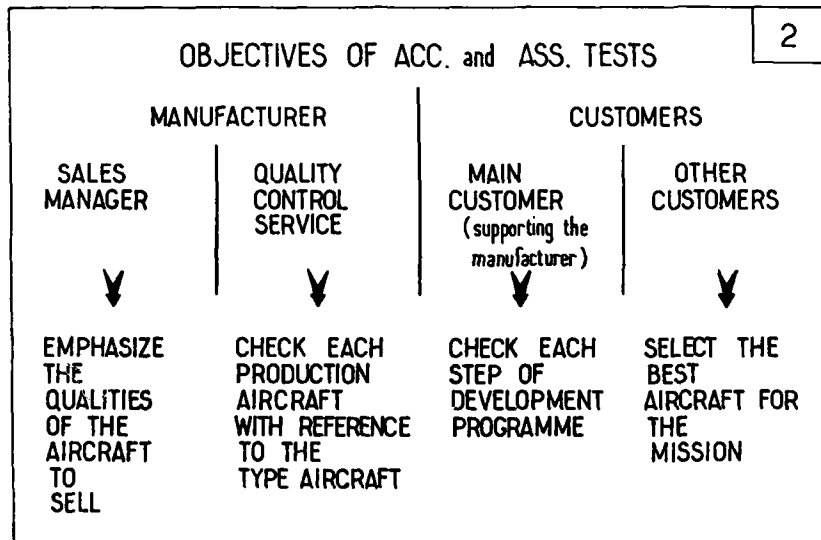 2
OBJECTIVES OF ACC. and ASS. TESTS
MANUFACTURER
CUSTOMERS
SALES
MANAGER
QUALITY
CONTROL
SERVICE
MAIN
CUSTOMER
(supporting the
manufacturer)
OTHER
CUSTOMERS
EMPHASIZE
THE
QUALITIES
OF THE
AIRCRAFT
TO
SELL
CHECK EACH
PRODUCTION
AIRCRAFT
WITH REFERENCE
TO THE
TYPE AIRCRAFT
CHECK EACH
STEP OF
DEVELOPMENT
PROGRAMME
SELECT THE
BEST
AIRCRAFT FOR
THE
MISSION